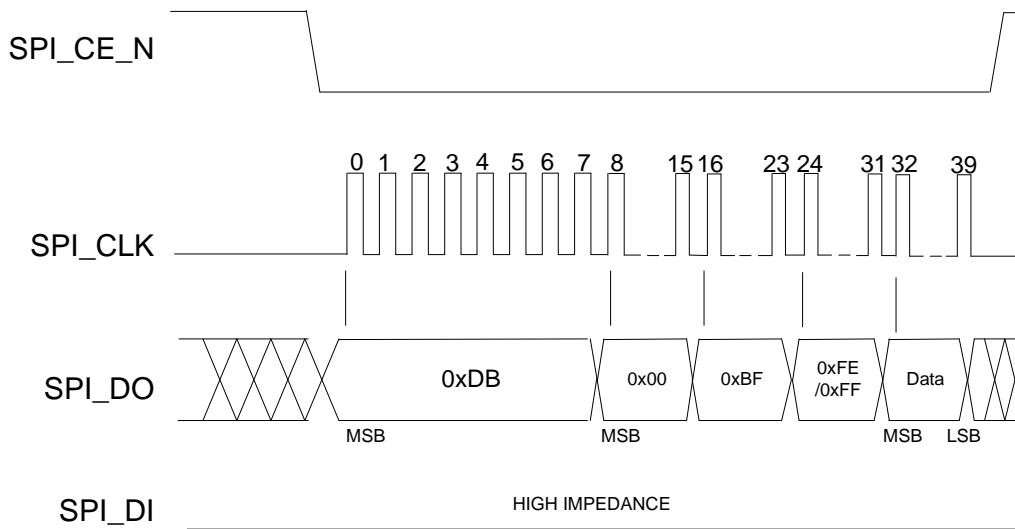 SPI_CE_N
0 1 2 3 4 5 6 7 8 15 16 23 24 31 32 39
SPI_CLK
SPI_DO
0xDB
0x00
0xBF
0xFE
/0xFF
Data
MSB MSB MSB LSB
SPI_DI
HIGH IMPEDANCE